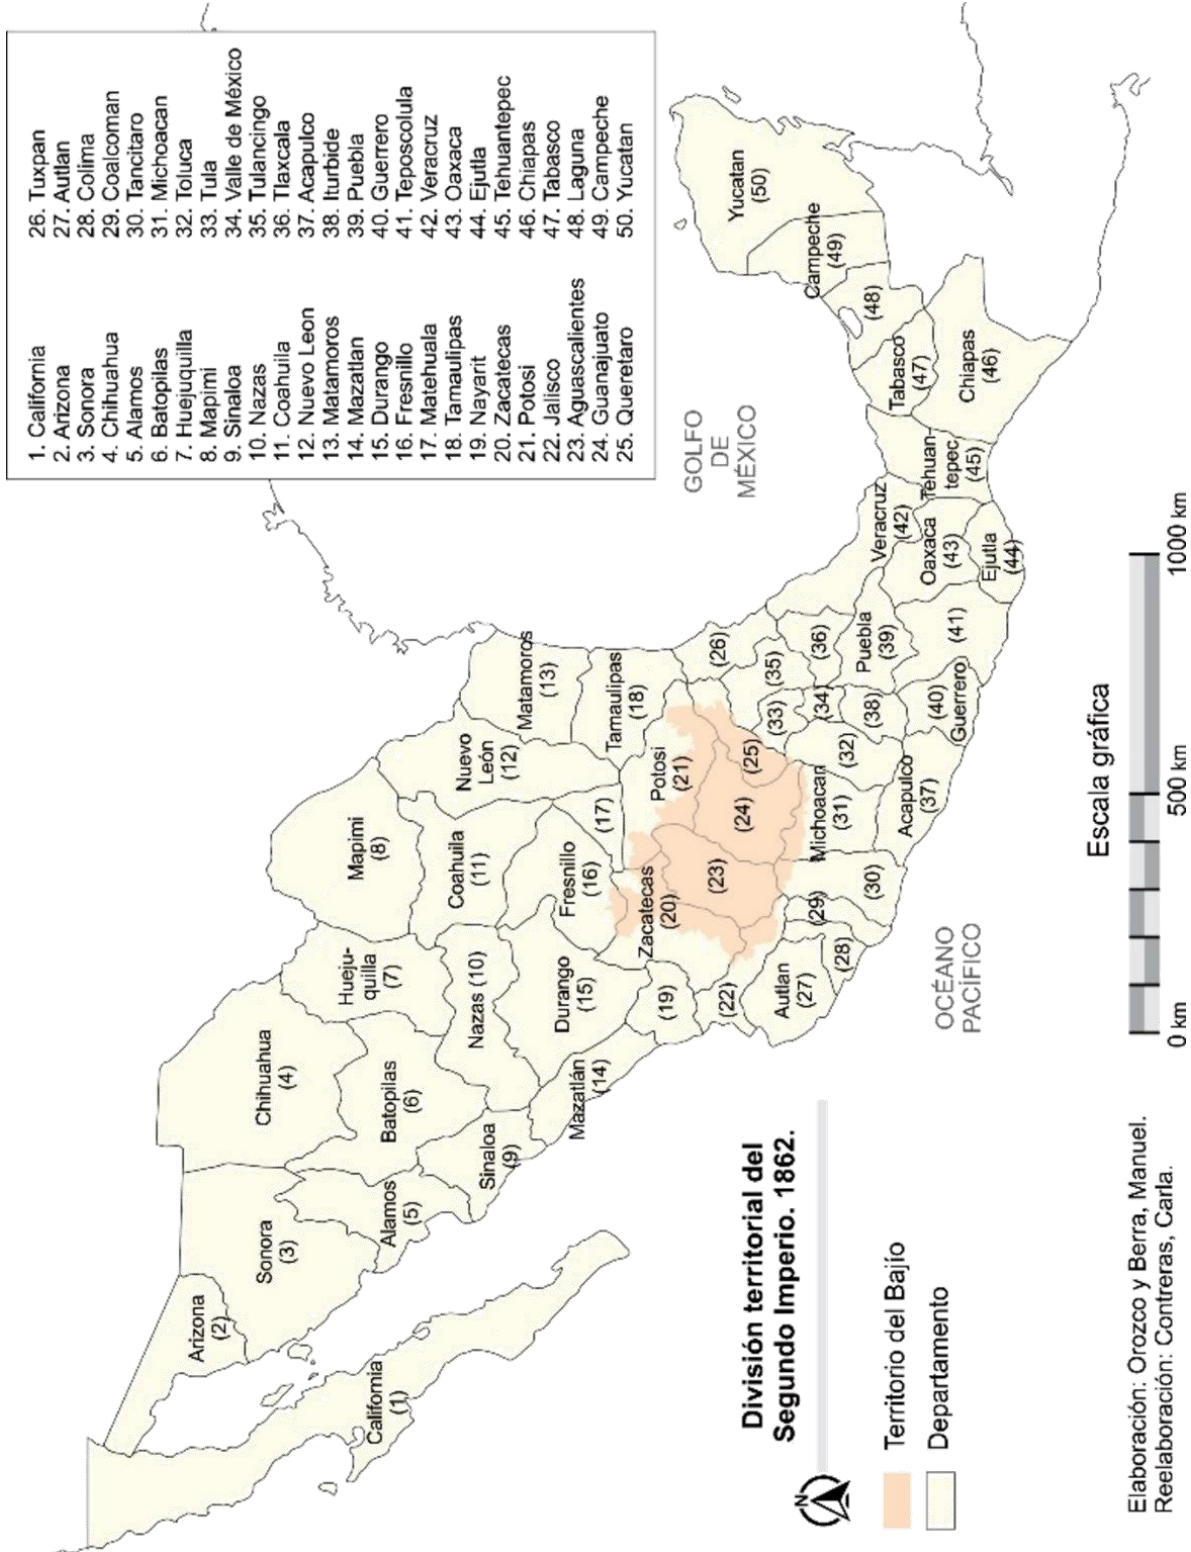 1. California
2. Arizona
3. Sonora
4. Chihuahua
5. Alamos
6. Batopilas
7. Huejuquilla
8. Mapimi
9. Sinaloa
10. Nazas
11. Coahuila
12. Nuevo Leon
13. Matamoros
14. Mazatlan
15. Durango
16. Fresnillo
17. Matehuala
18. Tamaulipas
19. Nayarit
20. Zacatecas
21. Potosi
22. Jalisco
23. Aguascalientes
24. Guanajuato
25. Queretaro
26. Tuxpan
27. Autlan
28. Colima
29. Coalcoman
30. Tancitaro
31. Michoacan
32. Toluca
33. Tula
34. Valle de México
35. Tulancingo
36. Tlaxcala
37. Acapulco
38. Iturbide
39. Puebla
40. Guerrero
41. Teposcolula
42. Veracruz
43. Oaxaca
44. Ejutla
45. Tehuantepec
46. Chiapas
47. Tabasco
48. Laguna
49. Campeche
50. Yucatan
California
(1)
Arizona
(2)
Sonora
(3)
Chihuahua
(4)
Alamos
(5)
Batopilas
(6)
Hueju-
quilla
(7)
Mapimi
(8)
Sinaloa
(9)
Nazas (10)
Coahuila
(11)
Nuevo
León
(12)
Matamoros
(13)
Mazatlán
(14)
Durango
(15)
Fresnillo
(16)
(17)
Tamaulipas
(18)
(19)
Zacatecas
(20)
Potosi
(21)
(22)
(23)
(24)
(25)
(26)
Autlan
(27)
(28)
(29)
(30)
Michoacan
(31)
(32)
(33)
(34)
(35)
(36)
Acapulco
(37)
(38)
Puebla
(39)
(40)
Guerrero
(41)
Veracruz
(42)
Oaxaca
(43)
Ejutla
(44)
Tehuan-
tepec
(45)
Chiapas
(46)
Tabasco
(47)
(48)
Campeche
(49)
Yucatan
(50)
GOLFO
DE
MÉXICO
OCÉANO
PACÍFICO
División territorial del
Segundo Imperio. 1862.
N
Territorio del Bajío
Departamento
Escala gráfica
0 km
500 km
1000 km
Elaboración: Orozco y Berra, Manuel.
Reelaboración: Contreras, Carla.